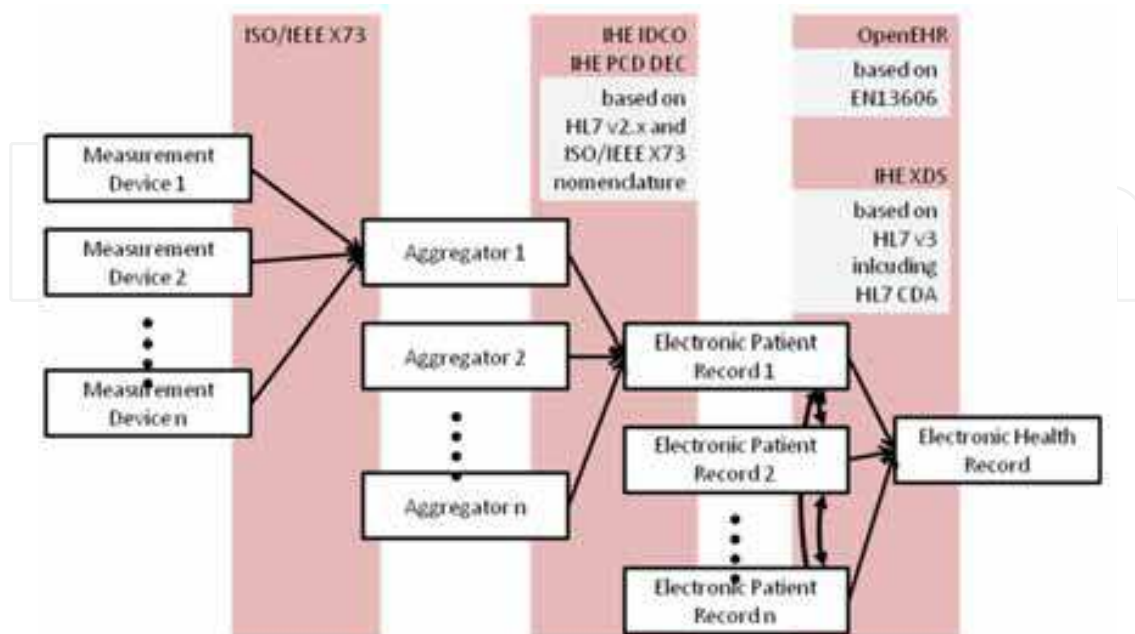 ISO/IEEE X73
IHE IDCO
IHE PCD DEC
based on
HL7 v2.x and
ISO/IEEE X73
nomenclature
OpenEHR
based on
EN13606
IHE XDS
based on
HL7 v3
inlcuding
HL7 CDA
Measurement
Device 1
Measurement
Device 2
Measurement
Device n
Aggregator 1
Aggregator 2
Aggregator n
Electronic Patient
Record 1
Electronic Patient
Record 2
Electronic Patient
Record n
Electronic Health
Record